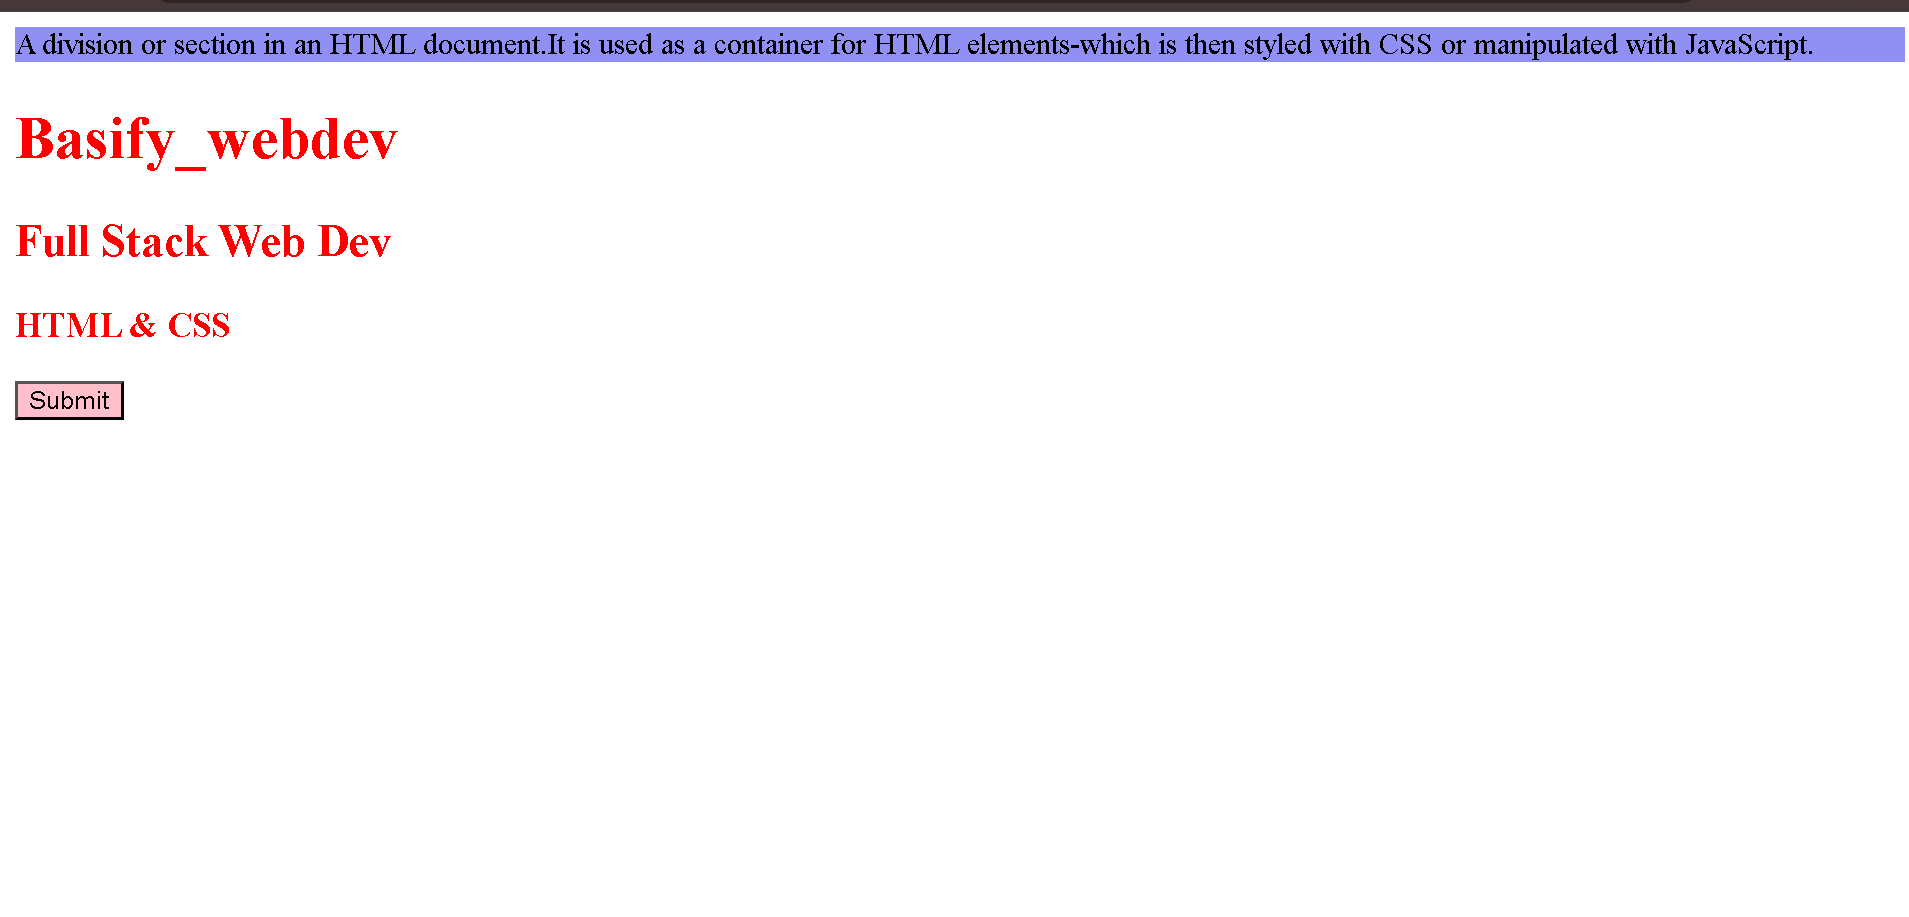 A division or section in an HTML document.It is used as a container for HTML elements-which is then styled with CSS or manipulated with JavaScript.
Basify_webdev
Full Stack Web Dev
HTML & CSS
Submit